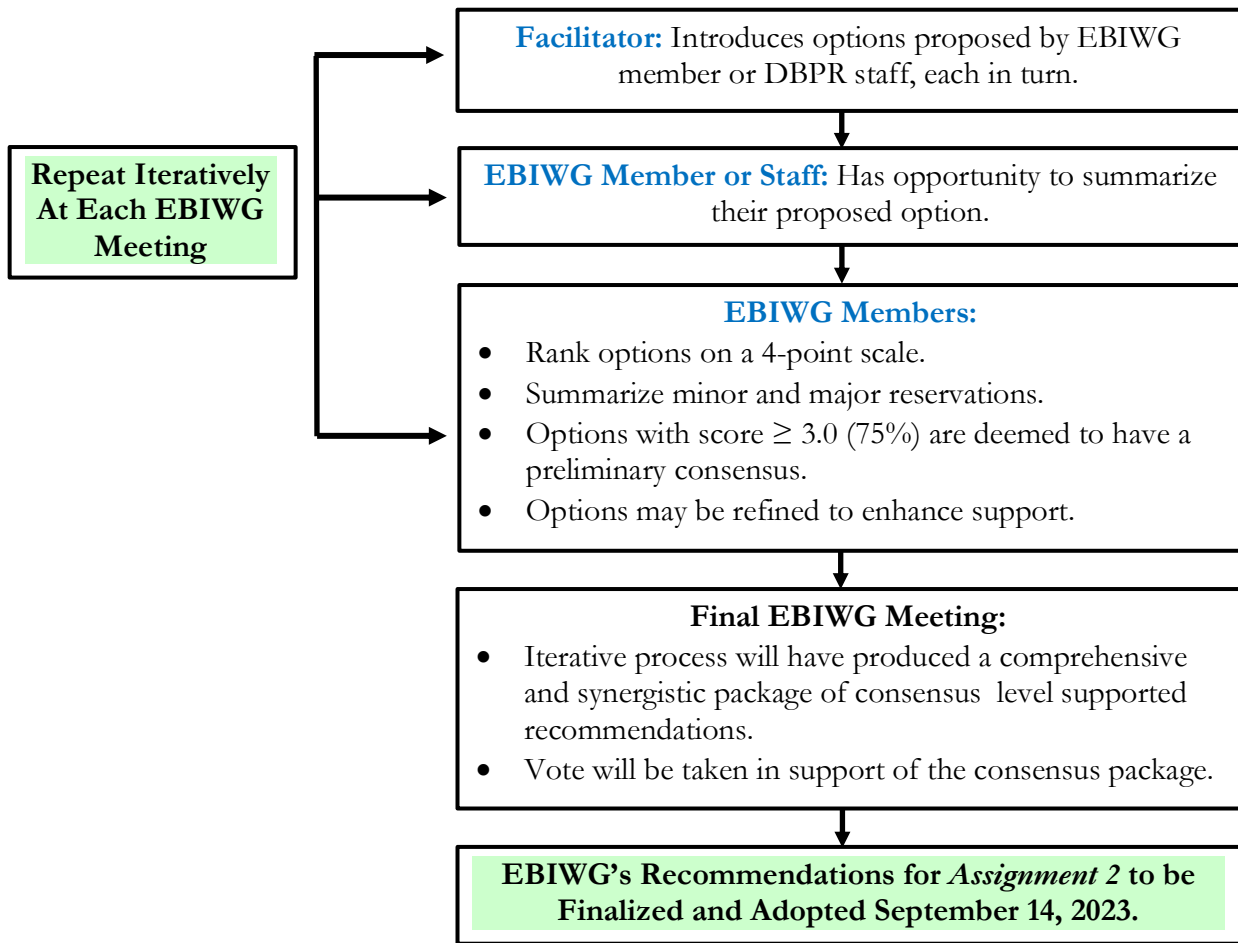 Facilitator: Introduces options proposed by EBIWG
member or DBPR staff, each in turn.
Repeat Iteratively
At Each EBIWG
Meeting
EBIWG Member or Staff: Has opportunity to summarize
their proposed option.
EBIWG Members:
• Rank options on a 4-point scale.
• Summarize minor and major reservations.
• Options with score ≥ 3.0 (75%) are deemed to have a
preliminary consensus.
• Options may be refined to enhance support.
Final EBIWG Meeting:
• Iterative process will have produced a comprehensive
and synergistic package of consensus level supported
recommendations.
• Vote will be taken in support of the consensus package.
EBIWG’s Recommendations for Assignment 2 to be
Finalized and Adopted September 14, 2023.